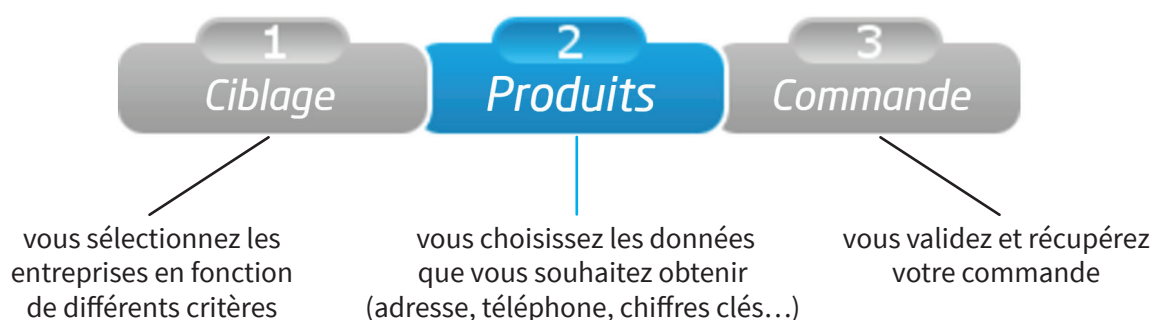 1
Ciblage
2
Produits
3
Commande
vous sélectionnez les
entreprises en fonction
de différents critères
vous choisissez les données
que vous souhaitez obtenir
(adresse, téléphone, chiffres clés…)
vous validez et récupérez
votre commande